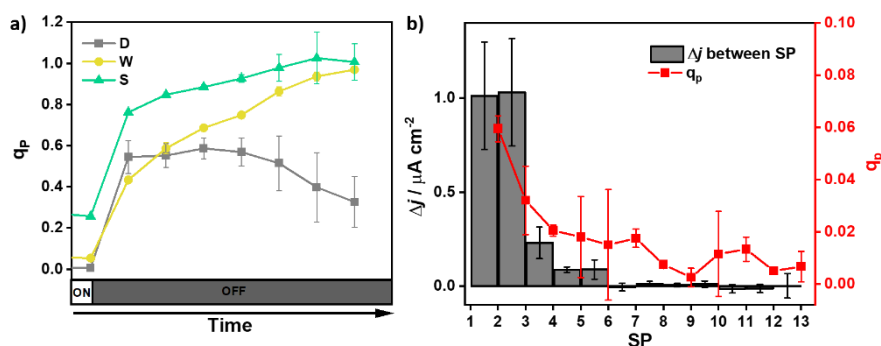 a)
D
W
S
qP
1.2
1.0
0.8
0.6
0.4
0.2
0.0
ON
OFF
Time
b)
Δj between SP
qp
Δj / μA cm-2
1.0
0.5
0.0
0.10
0.08
0.06
0.04
0.02
0.00
qp
1 2 3 4 5 6 7 8 9 10 11 12 13
SP